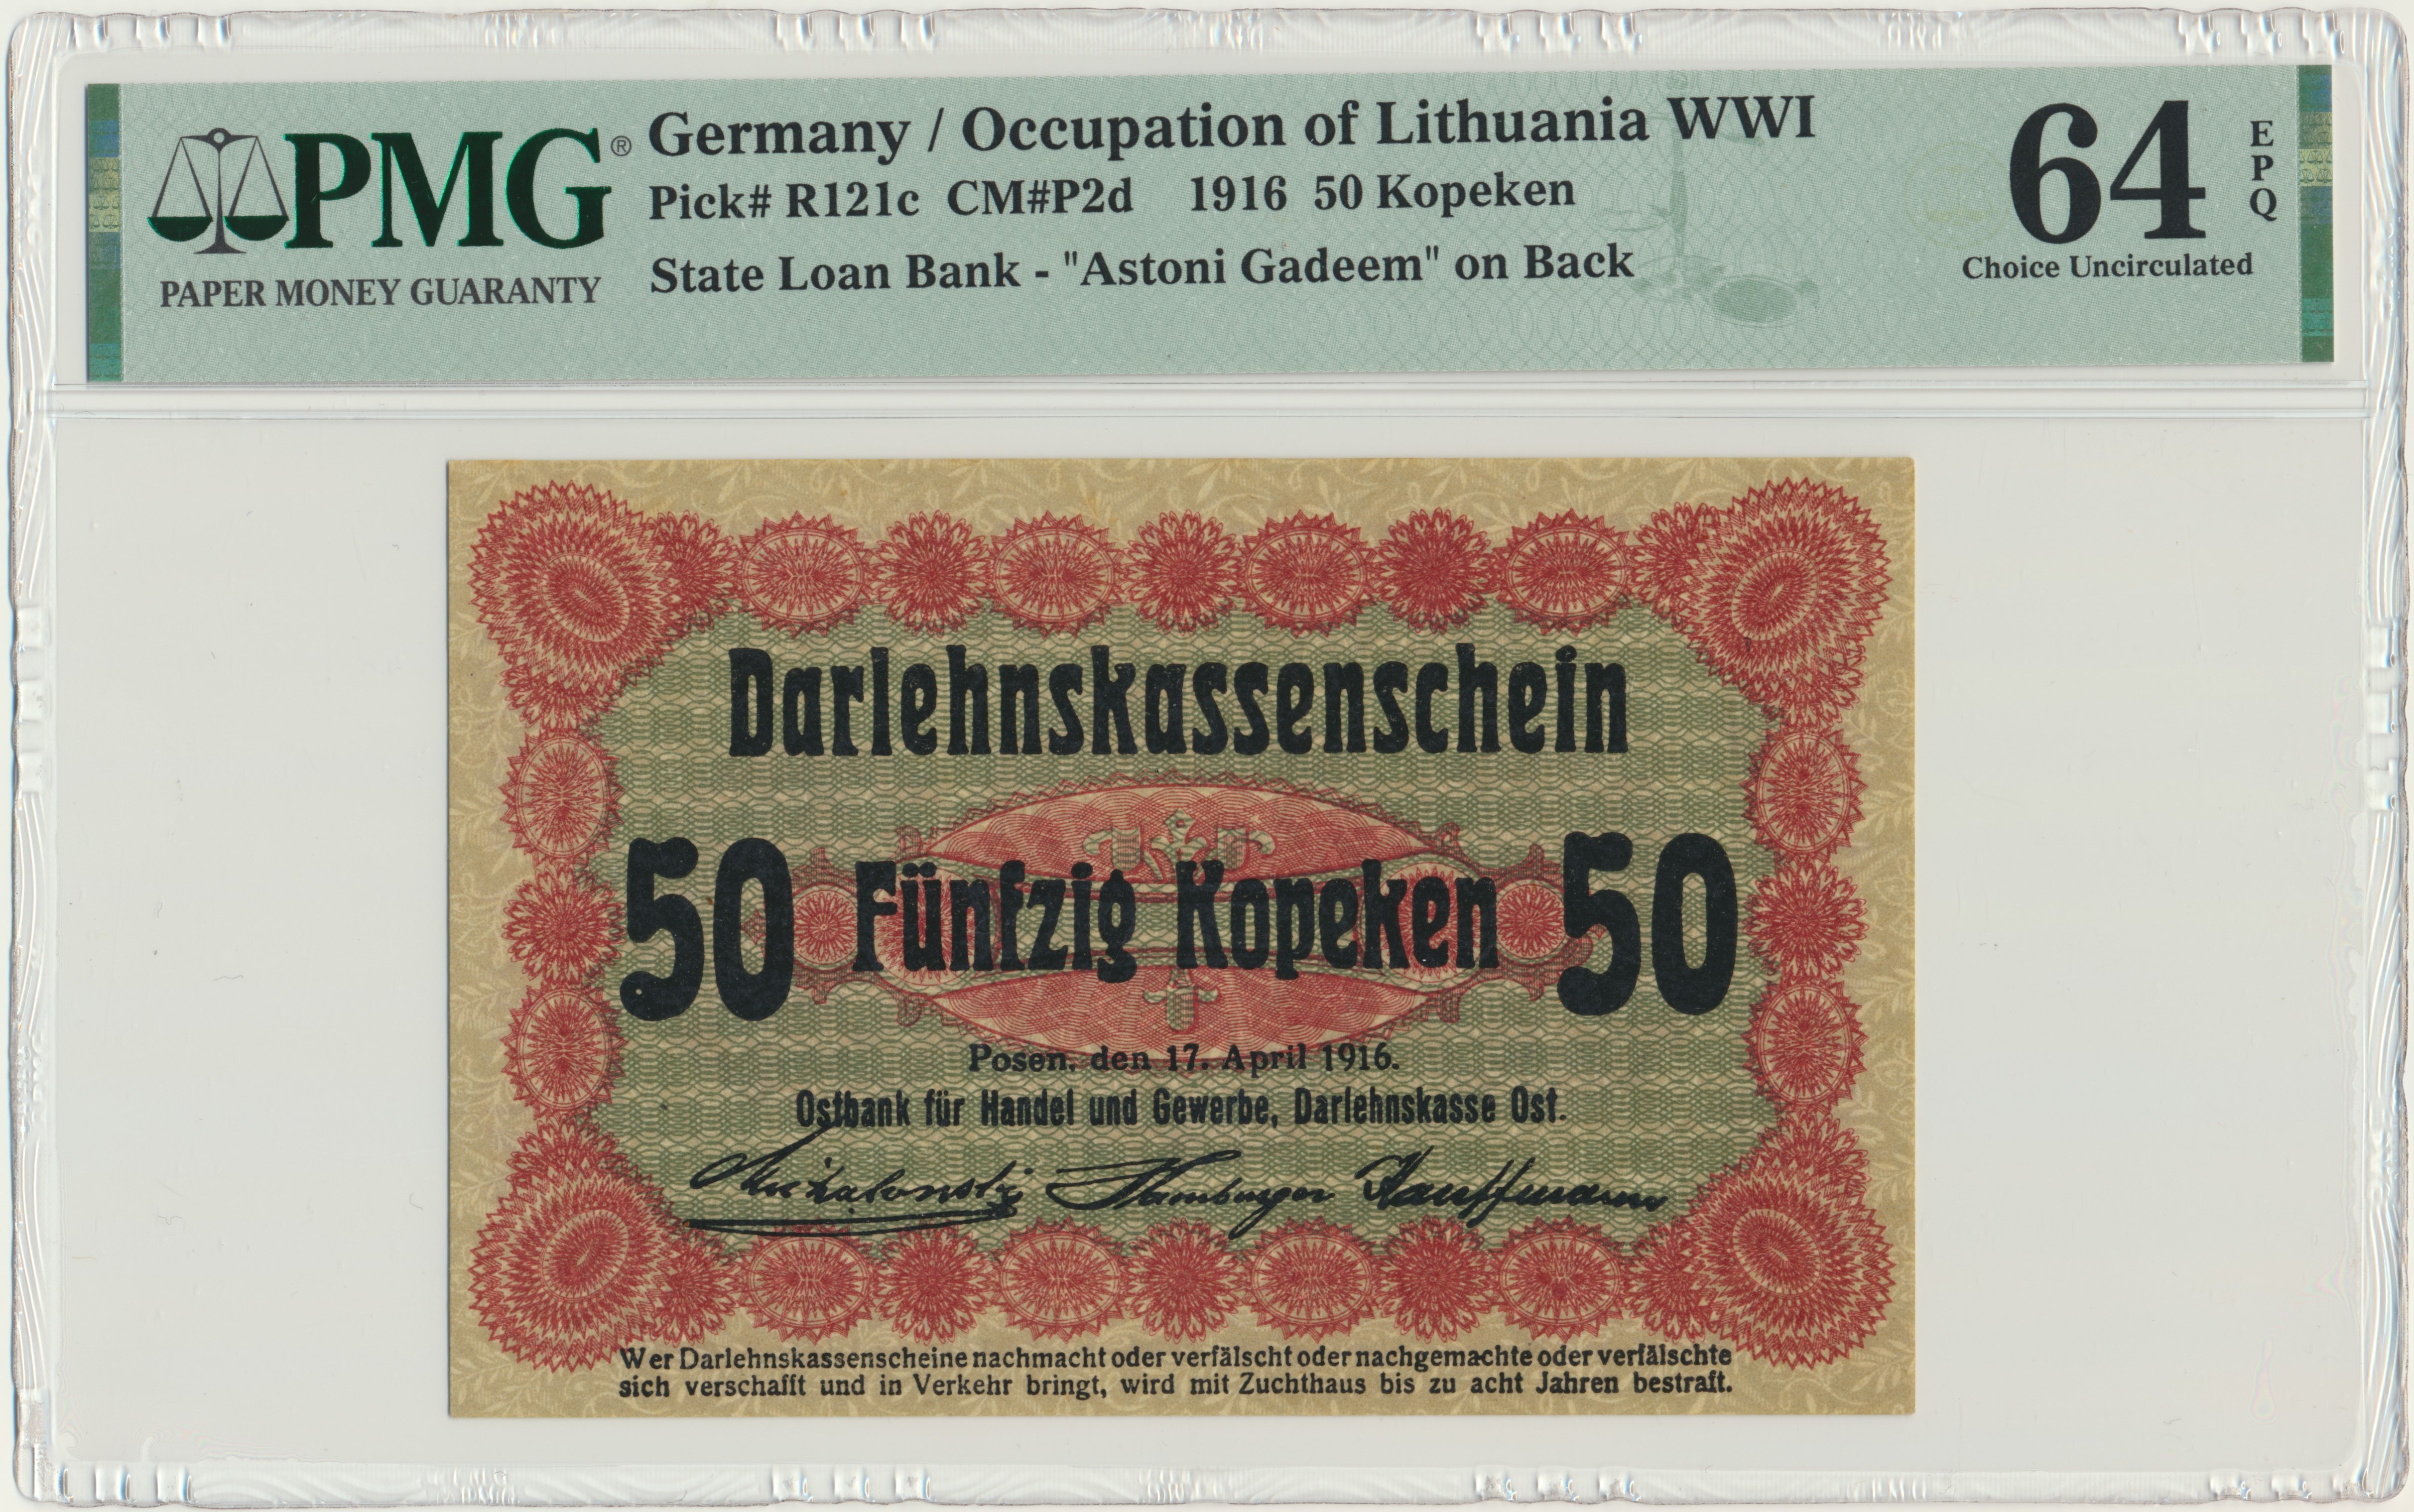 PMG®
PAPER MONEY GUARANTY
Germany / Occupation of Lithuania WWI
Pick# R121c CM#P2d 1916 50 Kopeken
State Loan Bank - "Astoni Gadeem" on Back
64
EPQ
Choice Uncirculated
Darlehnskassenschein
50 Fünfzig Kopeken 50
Posen, den 17. April 1916.
Ostbank für Handel und Gewerbe, Darlehnskasse Ost.
Michalowsky Hamburger Kauffmann
Wer Darlehnskassenscheine nachmacht oder verfälscht oder nachgemachte oder verfälschte
sich verschafft und in Verkehr bringt, wird mit Zuchthaus bis zu acht Jahren bestraft.